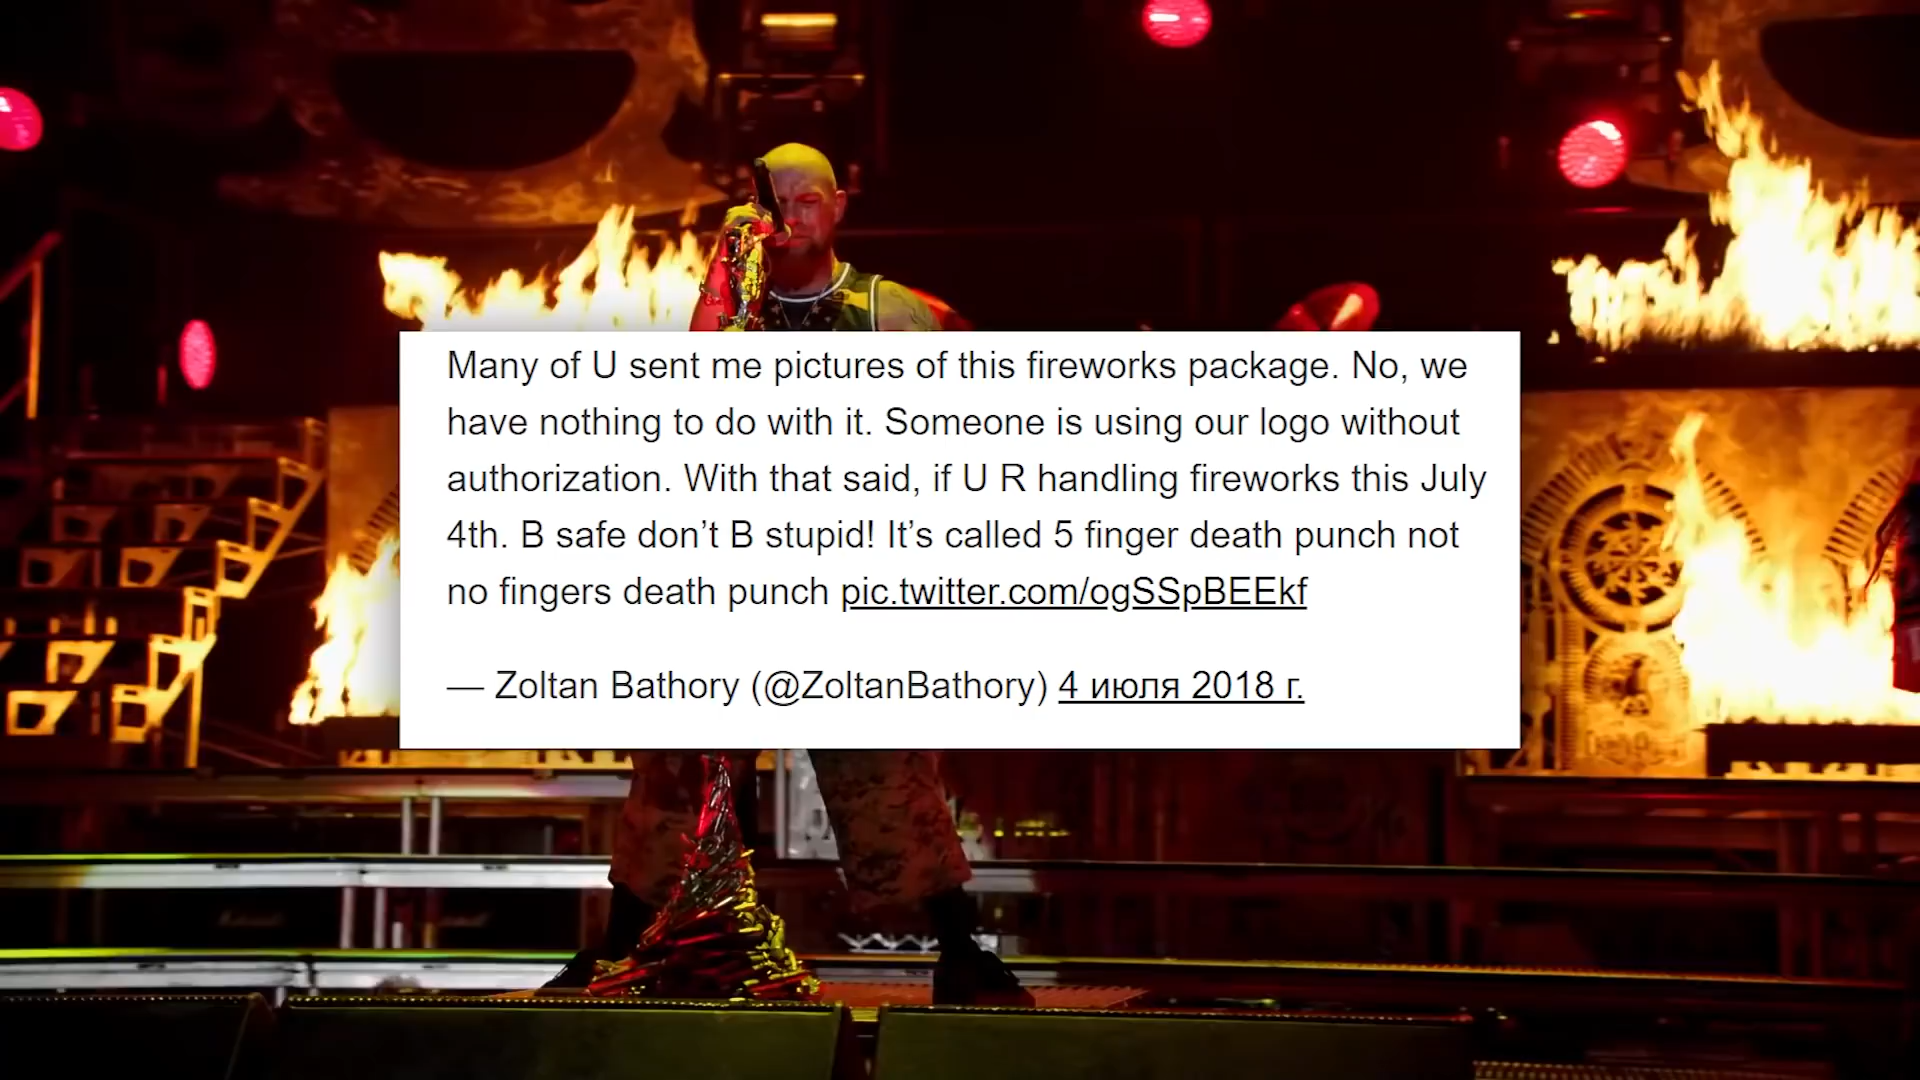 Many of U sent me pictures of this fireworks package. No, we
have nothing to do with it. Someone is using our logo without
authorization. With that said, if U R handling fireworks this July
4th. B safe don’t B stupid! It’s called 5 finger death punch not
no fingers death punch pic.twitter.com/ogSSpBEEkf
— Zoltan Bathory (@ZoltanBathory) 4 июля 2018 г.